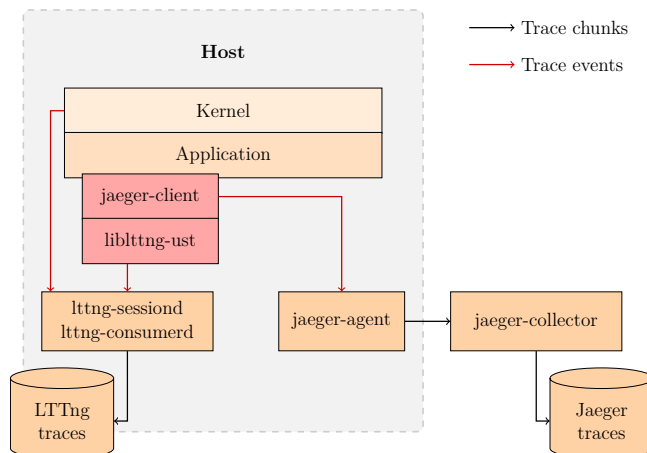 Host
Trace chunks
Trace events
Kernel
Application
jaeger-client
liblttng-ust
lttng-sessiond
lttng-consumerd
jaeger-agent
jaeger-collector
LTTng
traces
Jaeger
traces